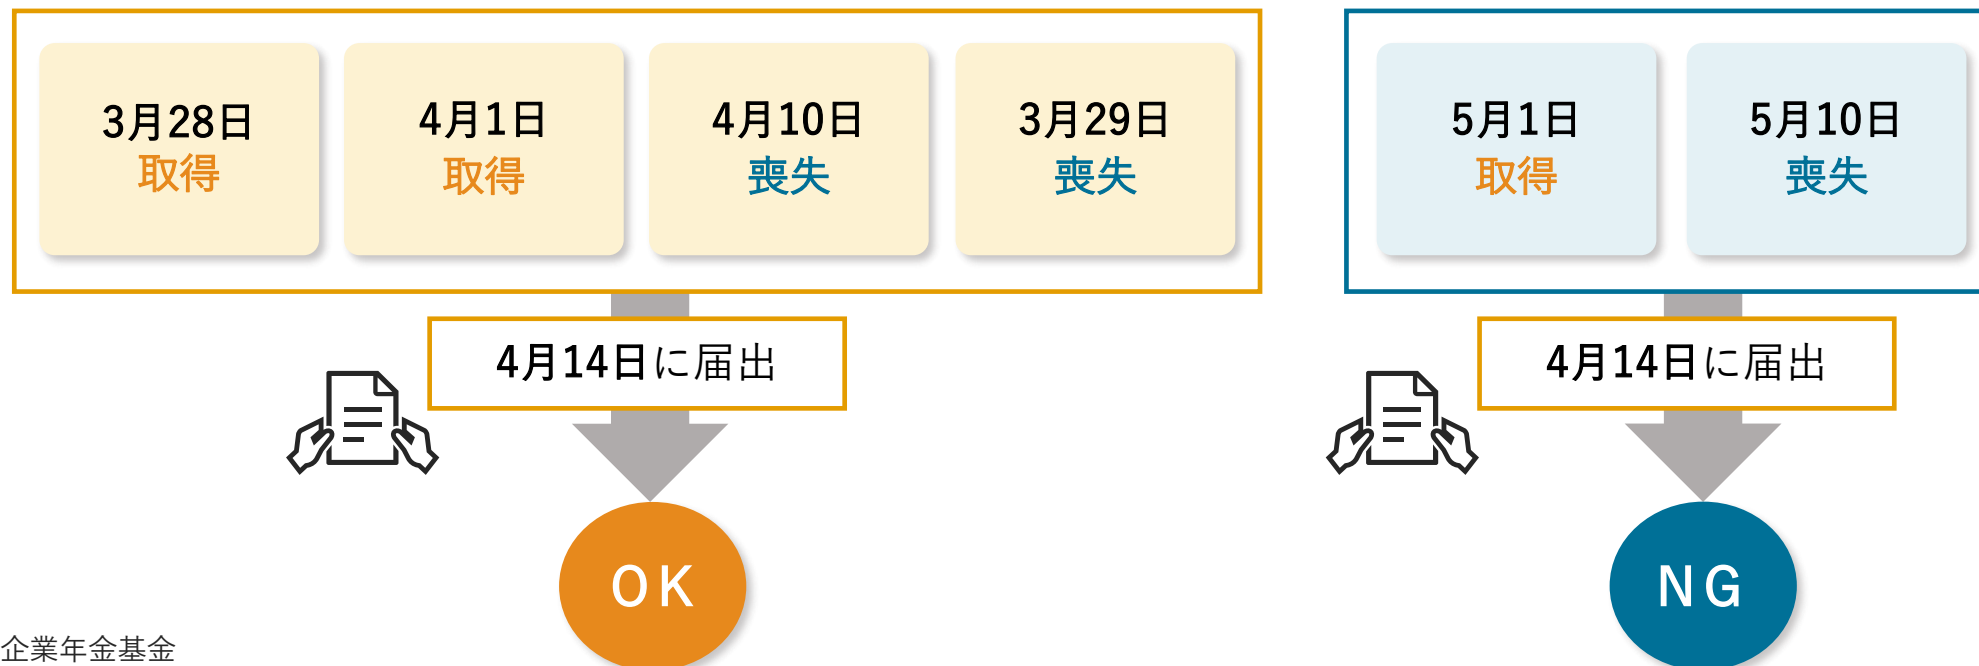 3月28日
取得
4月1日
取得
4月10日
喪失
3月29日
喪失
5月1日
取得
5月10日
喪失
4月14日に届出
4月14日に届出
OK
NG
企業年金基金